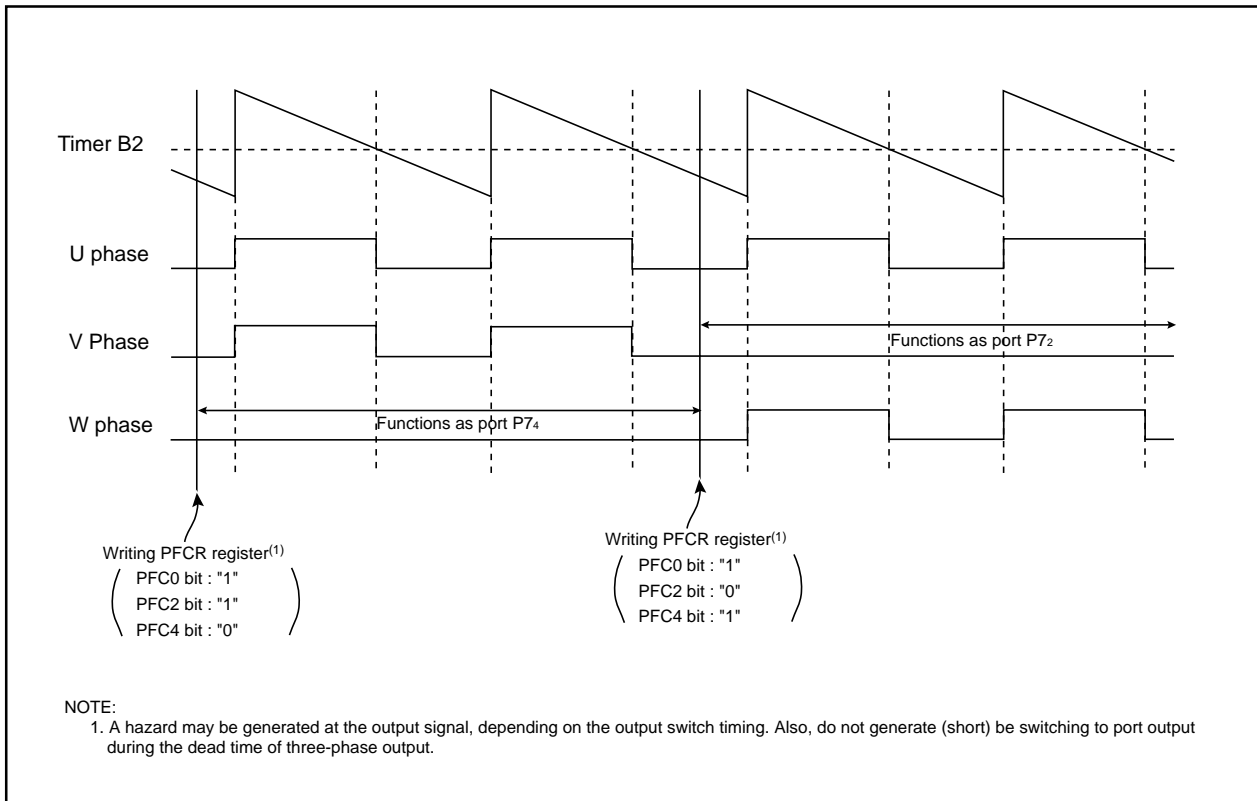 Timer B2
U phase
V Phase
Functions as port P72
W phase
Functions as port P74
Writing PFCR register(1)
PFC0 bit : "1"
PFC2 bit : "1"
PFC4 bit : "0"
Writing PFCR register(1)
PFC0 bit : "1"
PFC2 bit : "0"
PFC4 bit : "1"
NOTE:
1. A hazard may be generated at the output signal, depending on the output switch timing. Also, do not generate (short) be switching to port output
during the dead time of three-phase output.